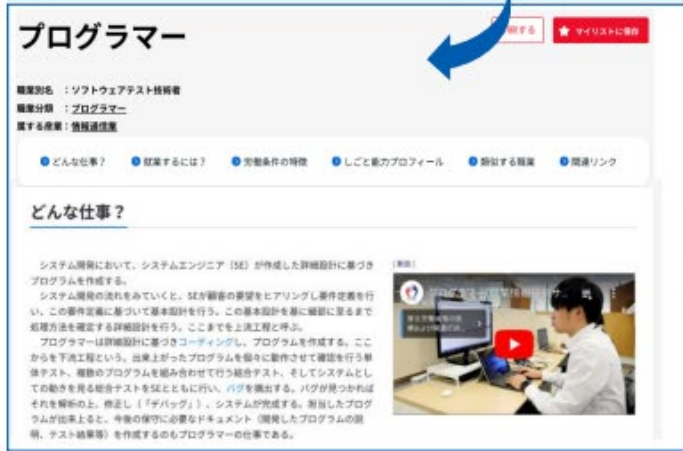 プログラマー
する
★ マイリストに保存
職業別名 ：ソフトウェアテスト技術者
職業分類 ：プログラマー
属する産業：情報通信業
どんな仕事？
就業するには？
労働条件の特徴
しごと能力プロフィール
類似する職業
関連リンク
どんな仕事？
システム開発において、システムエンジニア（SE）が作成した詳細設計に基づき
プログラムを作成する。
システム開発の流れをみていくと、SEが顧客の要望をヒアリングし要件定義を行
い、この要件定義に基づいて基本設計を行う。この基本設計を基に細部に至るまで
処理方法を確定する詳細設計を行う。ここまでを上流工程と呼ぶ。
プログラマーは詳細設計に基づきコーディングし、プログラムを作成する。ここ
からを下流工程という。出来上がったプログラムを個々に動作させて確認を行う単
体テスト、複数のプログラムを組み合わせて行う結合テスト、そしてシステムとし
ての動きを見る総合テストをSEとともに行い、バグを摘出する。バグが見つかれば
それを解析の上、修正し（「デバッグ」）、システムが完成する。担当したプログ
ラムが出来上ると、今後の保守に必要なドキュメント（開発したプログラムの説
明、テスト結果等）を作成するのもプログラマーの仕事である。
[ 動画 ]